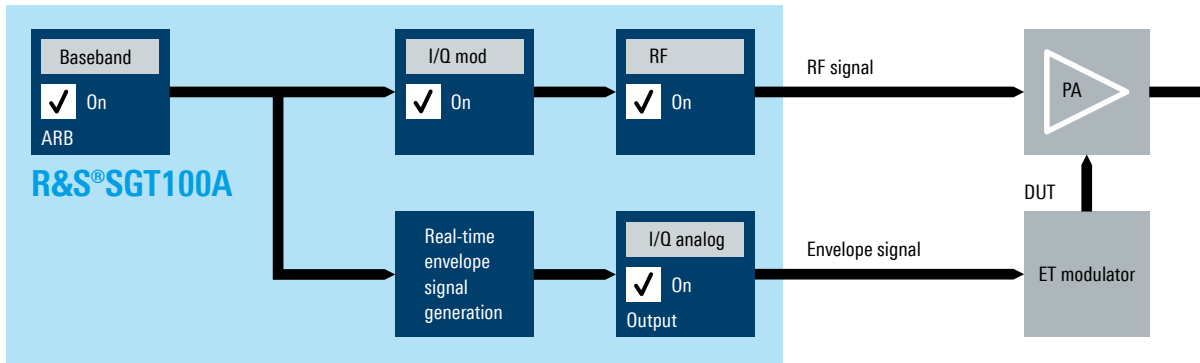 Baseband
On
ARB
I/Q mod
On
RF
On
RF signal
PA
R&S®SGT100A
Real-time
envelope
signal
generation
I/Q analog
On
Output
Envelope signal
DUT
ET modulator